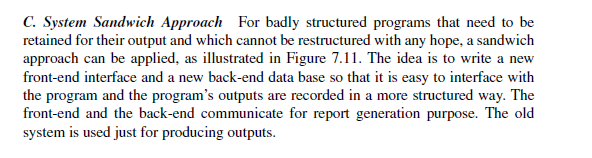 C. System Sandwich Approach For badly structured programs that need to be
retained for their output and which cannot be restructured with any hope, a sandwich
approach can be applied, as illustrated in Figure 7.11. The idea is to write a new
front-end interface and a new back-end data base so that it is easy to interface with
the program and the program's outputs are recorded in a more structured way. The
front-end and the back-end communicate for report generation purpose. The old
system is used just for producing outputs.